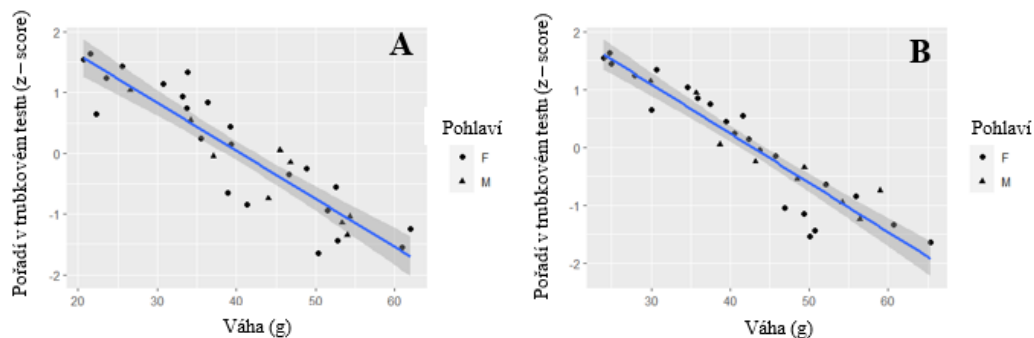 A
Pořadí v trubkovém testu (z – score)
2
1
0
-1
-2
20
30
40
50
60
Váha (g)
Pohlaví
F
M
B
Pořadí v trubkovém testu (z – score)
2
1
0
-1
-2
30
40
50
60
Váha (g)
Pohlaví
F
M